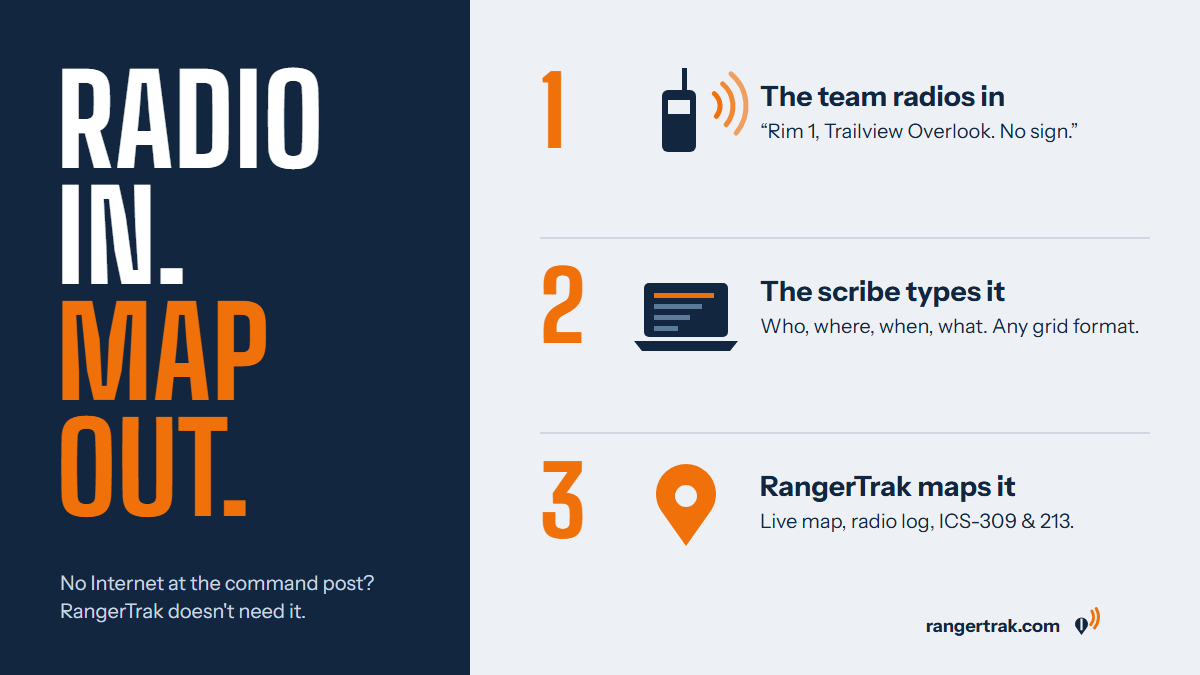 RADIO
IN.
MAP
OUT.
No Internet at the command post?
RangerTrak doesn't need it.
1
The team radios in
“Rim 1, Trailview Overlook. No sign.”
2
The scribe types it
Who, where, when, what. Any grid format.
3
RangerTrak maps it
Live map, radio log, ICS-309 & 213.
rangertrak.com